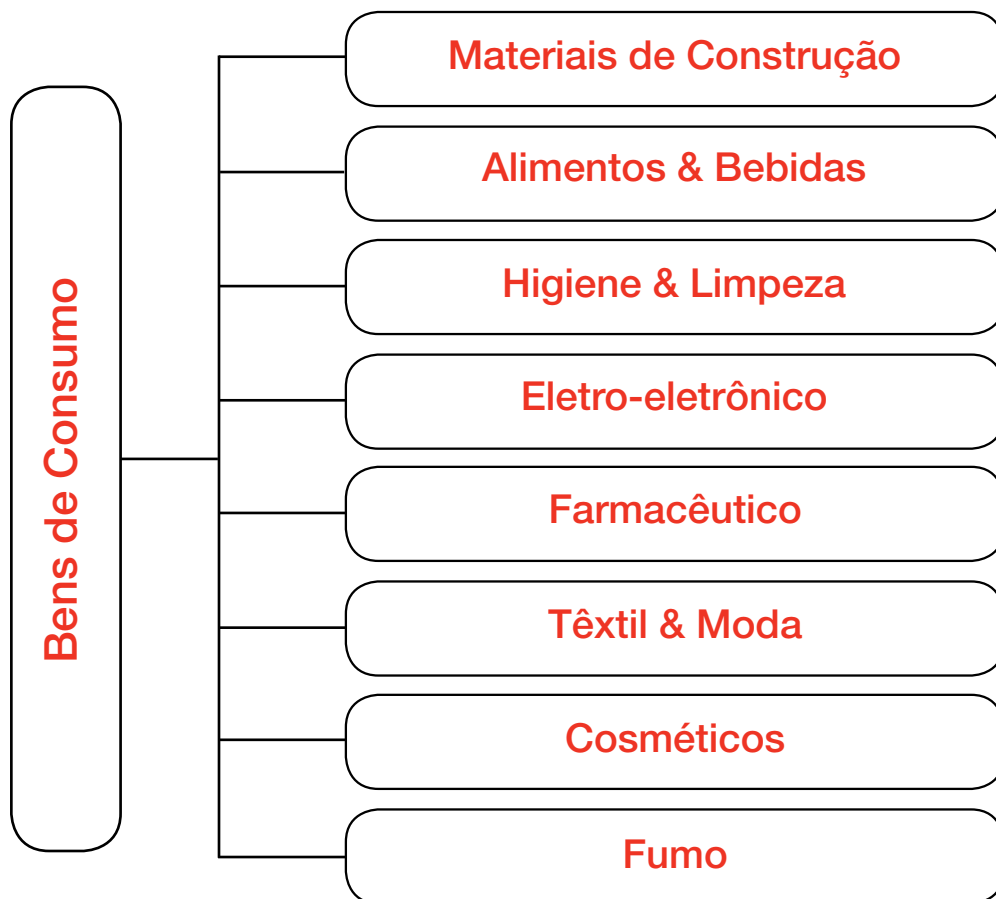 Bens de Consumo
Materiais de Construção
Alimentos & Bebidas
Higiene & Limpeza
Eletro-eletrônico
Farmacêutico
Têxtil & Moda
Cosméticos
Fumo